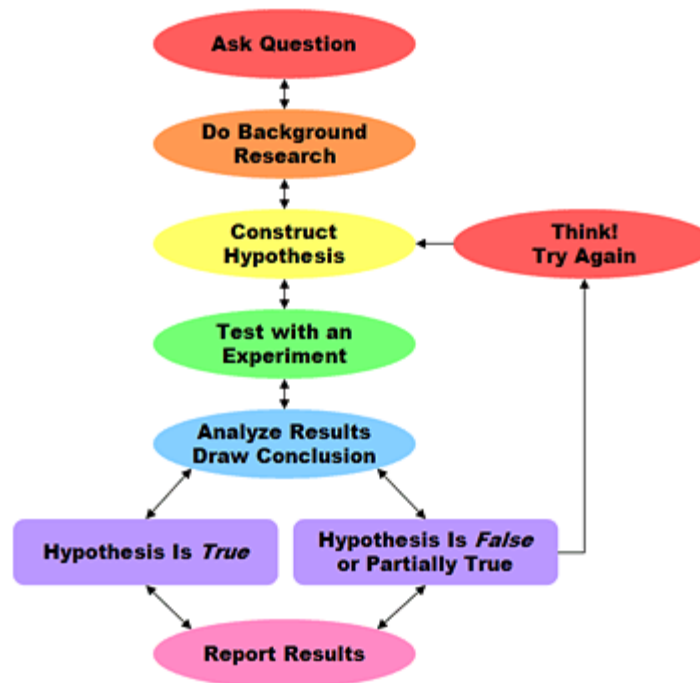 Ask Question
Do Background
Research
Construct
Hypothesis
Think!
Try Again
Test with an
Experiment
Analyze Results
Draw Conclusion
Hypothesis Is True
Hypothesis Is False
or Partially True
Report Results